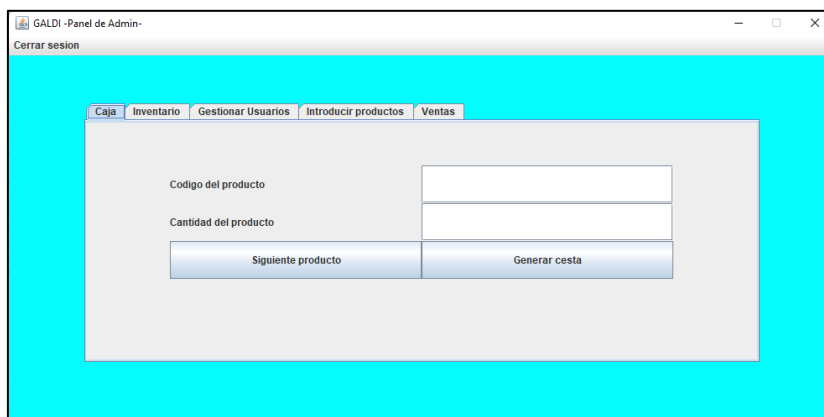 GALDI -Panel de Admin-
Cerrar sesion
Caja Inventario Gestionar Usuarios Introducir productos Ventas
Codigo del producto
Cantidad del producto
Siguiente producto Generar cesta